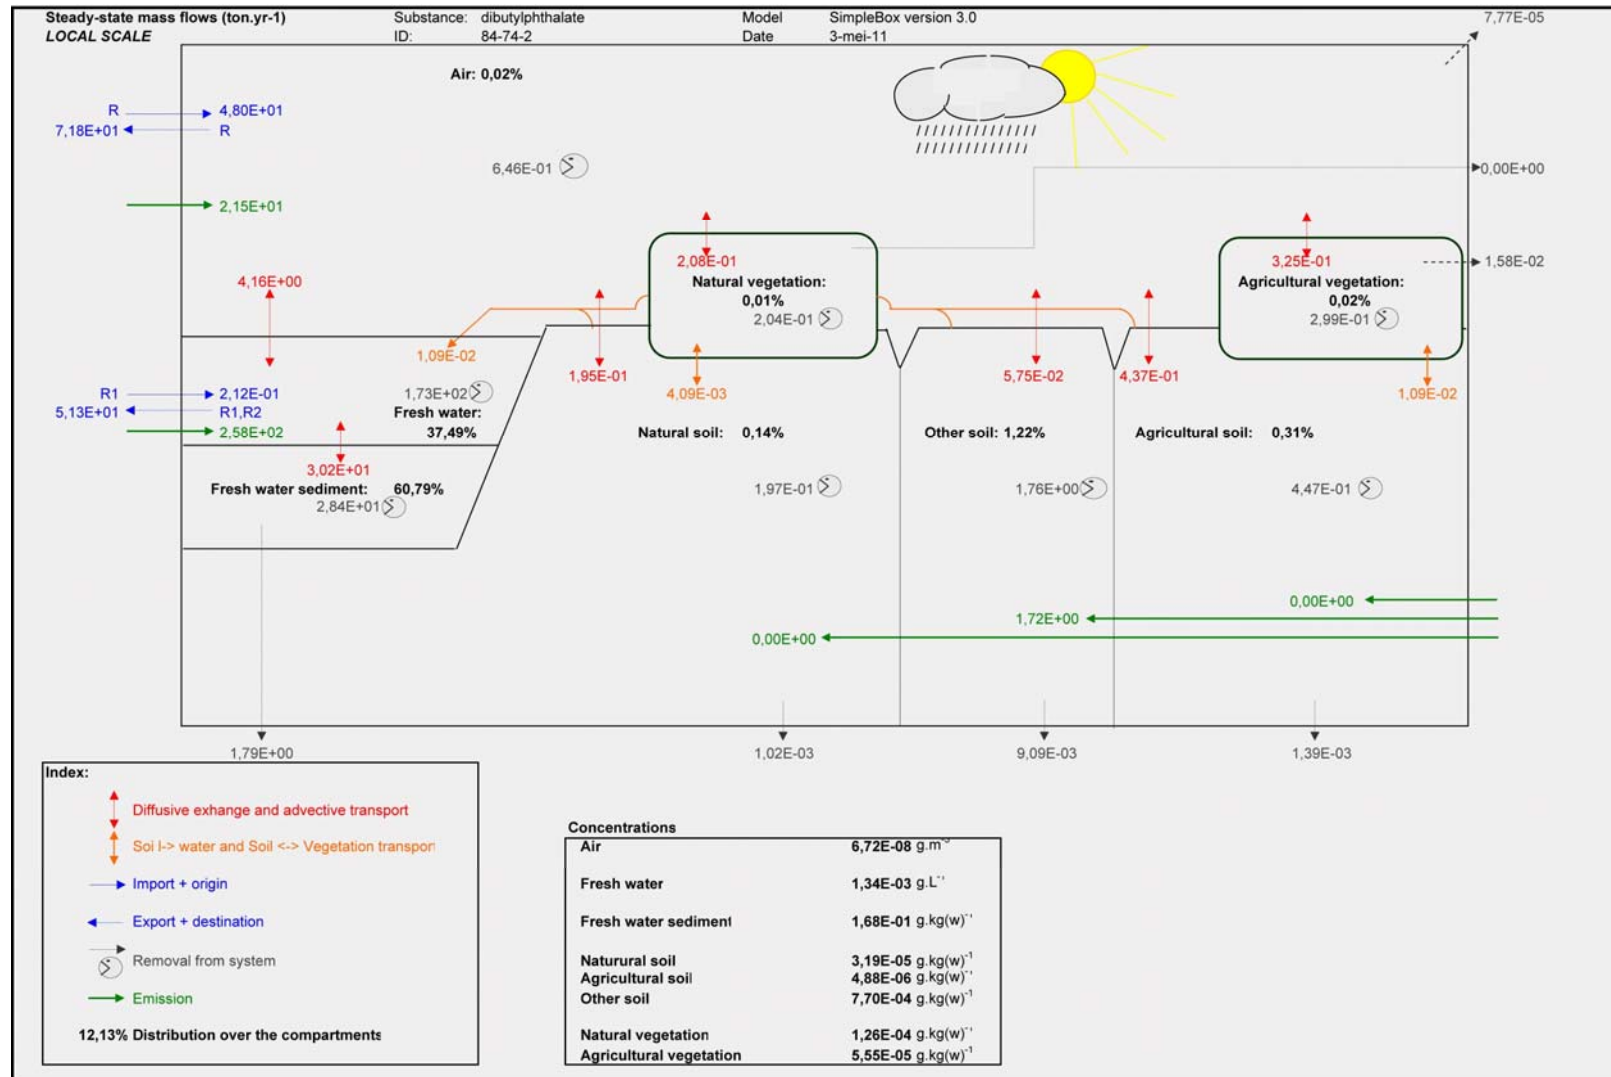 Steady-state mass flows (ton.yr-1) Substance: dibutylphthalate Model SimpleBox version 3.0 7,77E-05
LOCAL SCALE ID: 84-74-2 Date 3-mei-11
Air: 0,02%
R 4,80E+01
7,18E+01 R
6,46E-01 0,00E+00
2,15E+01
2,08E-01 3,25E-01 1,58E-02
4,16E+00 Natural vegetation: Agricultural vegetation:
0,01% 0,02%
2,04E-01 2,99E-01
1,09E-02
1,95E-01 5,75E-02 4,37E-01
R1 2,12E-01 1,73E+02 4,09E-03 1,09E-02
5,13E+01 R1,R2 Fresh water:
2,58E+02 37,49% Natural soil: 0,14% Other soil: 1,22% Agricultural soil: 0,31%
3,02E+01
Fresh water sediment: 60,79% 1,97E-01 1,76E+00 4,47E-01
2,84E+01
0,00E+00
1,72E+00
0,00E+00
1,79E+00 1,02E-03 9,09E-03 1,39E-03
Index:
Diffusive exhange and advective transport
Soi l-> water and Soil <-> Vegetation transport
Import + origin
Export + destination
Removal from system
Emission
12,13% Distribution over the compartments
Concentrations
Air 6,72E-08 g.m-3
Fresh water 1,34E-03 g.L-1
Fresh water sediment 1,68E-01 g.kg(w)-1
Naturural soil 3,19E-05 g.kg(w)-1
Agricultural soil 4,88E-06 g.kg(w)-1
Other soil 7,70E-04 g.kg(w)-1
Natural vegetation 1,26E-04 g.kg(w)-1
Agricultural vegetation 5,55E-05 g.kg(w)-1